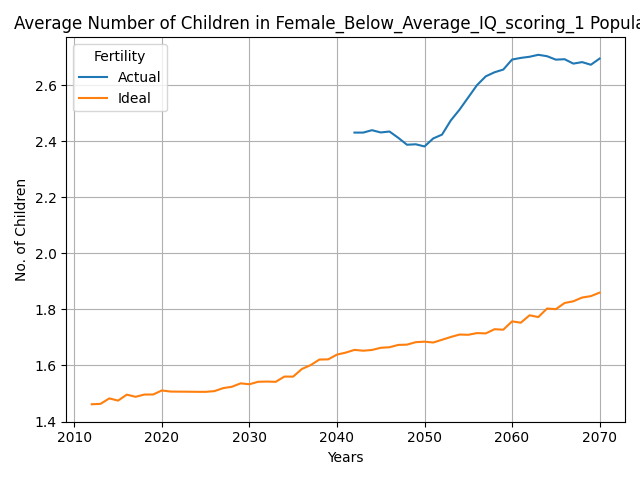 Average Number of Children in Female_Below_Average_IQ_scoring_1 Popula
Fertility
Actual
Ideal
No. of Children
2.6
2.4
2.2
2.0
1.8
1.6
1.4
2010 2020 2030 2040 2050 2060 2070
Years